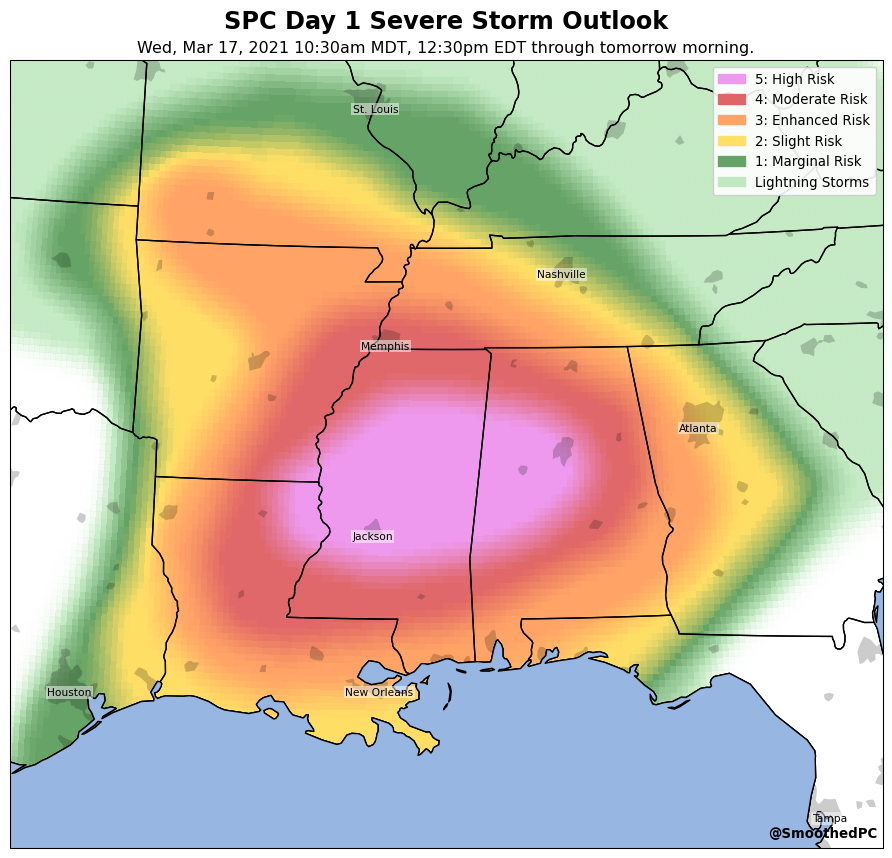 SPC Day 1 Severe Storm Outlook
Wed, Mar 17, 2021 10:30am MDT, 12:30pm EDT through tomorrow morning.
5: High Risk
4: Moderate Risk
3: Enhanced Risk
2: Slight Risk
1: Marginal Risk
Lightning Storms
St. Louis
Nashville
Memphis
Atlanta
Jackson
Houston
New Orleans
Tampa
@SmoothedPC